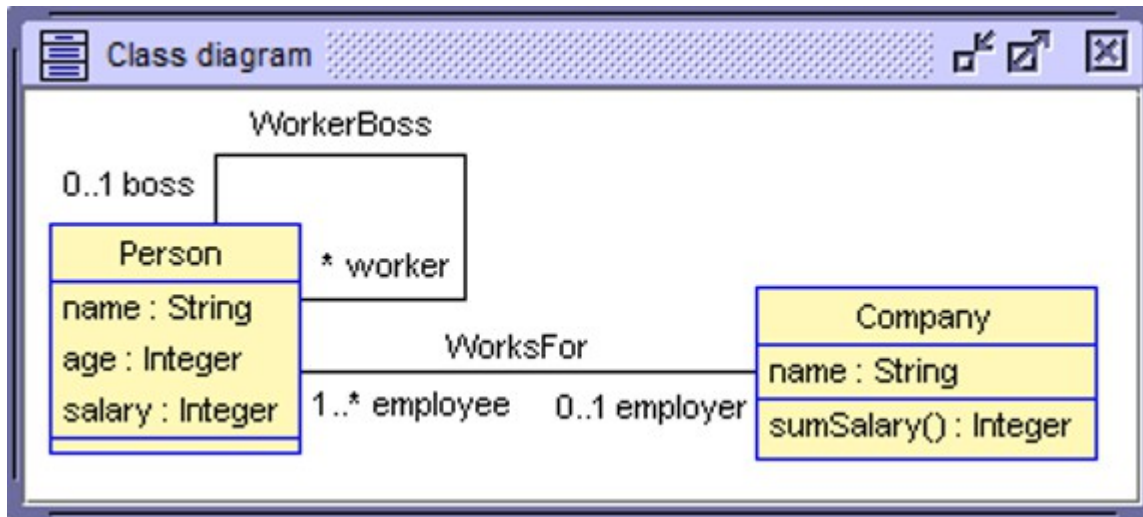 Class diagram
WorkerBoss
0..1 boss
Person
* worker
name : String
age : Integer
salary : Integer
WorksFor
1..* employee
0..1 employer
Company
name : String
sumSalary() : Integer